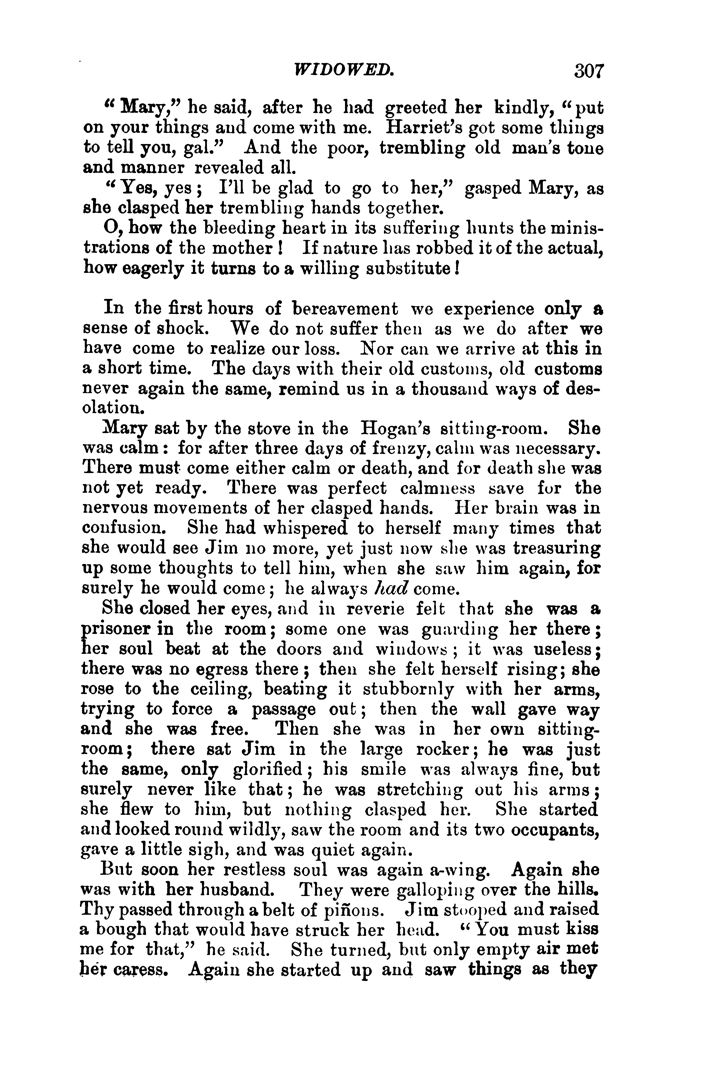 WIDOWED. 307
“Mary,” he said, after he had greeted her kindly, “put
on your things and come with me. Harriet's got some things
to tell you, gal.” And the poor, trembling old man's tone
and manner revealed all.
“Yes, yes; I'll be glad to go to her,” gasped Mary, as
she clasped her trembling hands together.
O, how the bleeding heart in its suffering hunts the minis-
trations of the mother! If nature has robbed it of the actual,
how eagerly it turns to a willing substitute!
In the first hours of bereavement we experience only a
sense of shock. We do not suffer then as we do after we
have come to realize our loss. Nor can we arrive at this in
a short time. The days with their old customs, old customs
never again the same, remind us in a thousand ways of des-
olation.
Mary sat by the stove in the Hogan's sitting-room. She
was calm: for after three days of frenzy, calm was necessary.
There must come either calm or death, and for death she was
not yet ready. There was perfect calmness save for the
nervous movements of her clasped hands. Her brain was in
confusion. She had whispered to herself many times that
she would see Jim no more, yet just now she was treasuring
up some thoughts to tell him, when she saw him again, for
surely he would come; he always had come.
She closed her eyes, and in reverie felt that she was a
prisoner in the room; some one was guarding her there;
her soul beat at the doors and windows; it was useless;
there was no egress there; then she felt herself rising; she
rose to the ceiling, beating it stubbornly with her arms,
trying to force a passage out; then the wall gave way
and she was free. Then she was in her own sitting-
room; there sat Jim in the large rocker; he was just
the same, only glorified; his smile was always fine, but
surely never like that; he was stretching out his arms;
she flew to him, but nothing clasped her. She started
and looked round wildly, saw the room and its two occupants,
gave a little sigh, and was quiet again.
But soon her restless soul was again a-wing. Again she
was with her husband. They were galloping over the hills.
Thy passed through a belt of piñons. Jim stooped and raised
a bough that would have struck her head. “You must kiss
me for that,” he said. She turned, but only empty air met
her caress. Again she started up and saw things as they